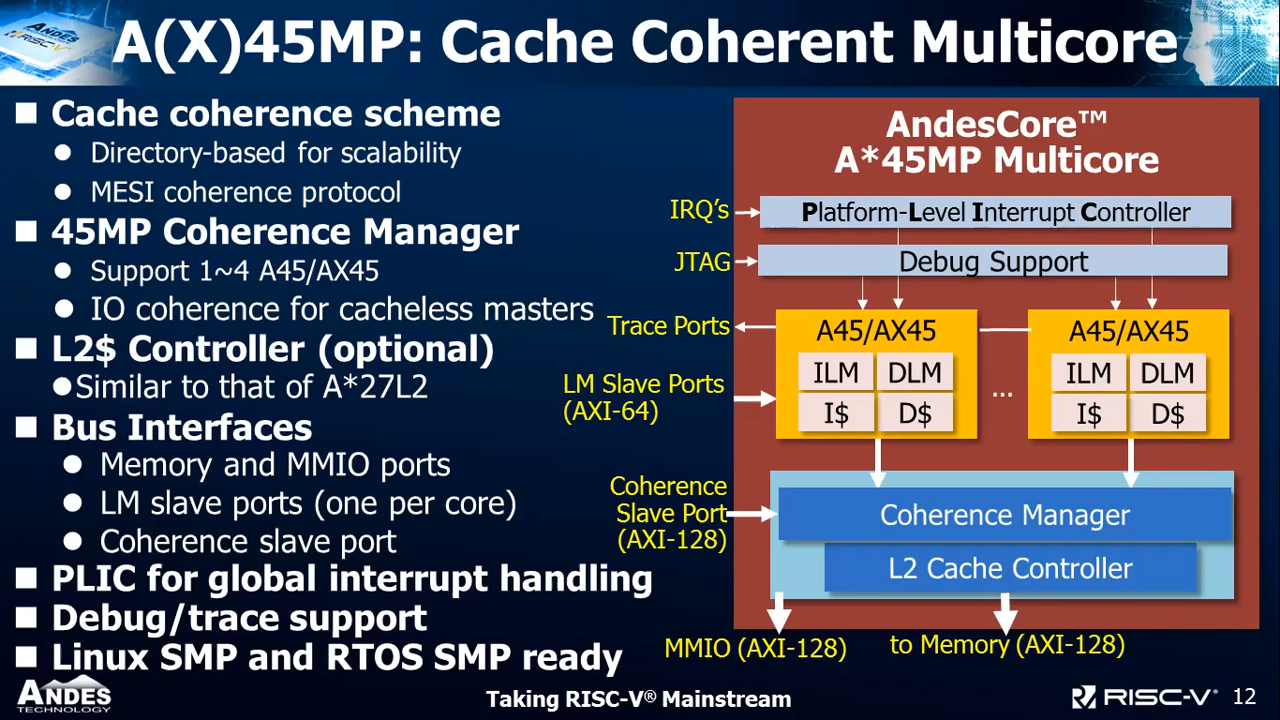 A(X)45MP: Cache Coherent Multicore
Cache coherence scheme
Directory-based for scalability
MESI coherence protocol
45MP Coherence Manager
Support 1~4 A45/AX45
IO coherence for cacheless masters
L2$ Controller (optional)
Similar to that of A*27L2
Bus Interfaces
Memory and MMIO ports
LM slave ports (one per core)
Coherence slave port
PLIC for global interrupt handling
Debug/trace support
Linux SMP and RTOS SMP ready
AndesCore™
A*45MP Multicore
IRQ's
Platform-Level Interrupt Controller
JTAG
Debug Support
Trace Ports
A45/AX45
A45/AX45
ILM DLM
ILM DLM
LM Slave Ports
(AXI-64)
I$ D$
...
I$ D$
Coherence
Slave Port
(AXI-128)
Coherence Manager
L2 Cache Controller
MMIO (AXI-128)
to Memory (AXI-128)
ANDES
TECHNOLOGY
Taking RISC-V® Mainstream
RISC-V®
12
ANDES
RISC-V